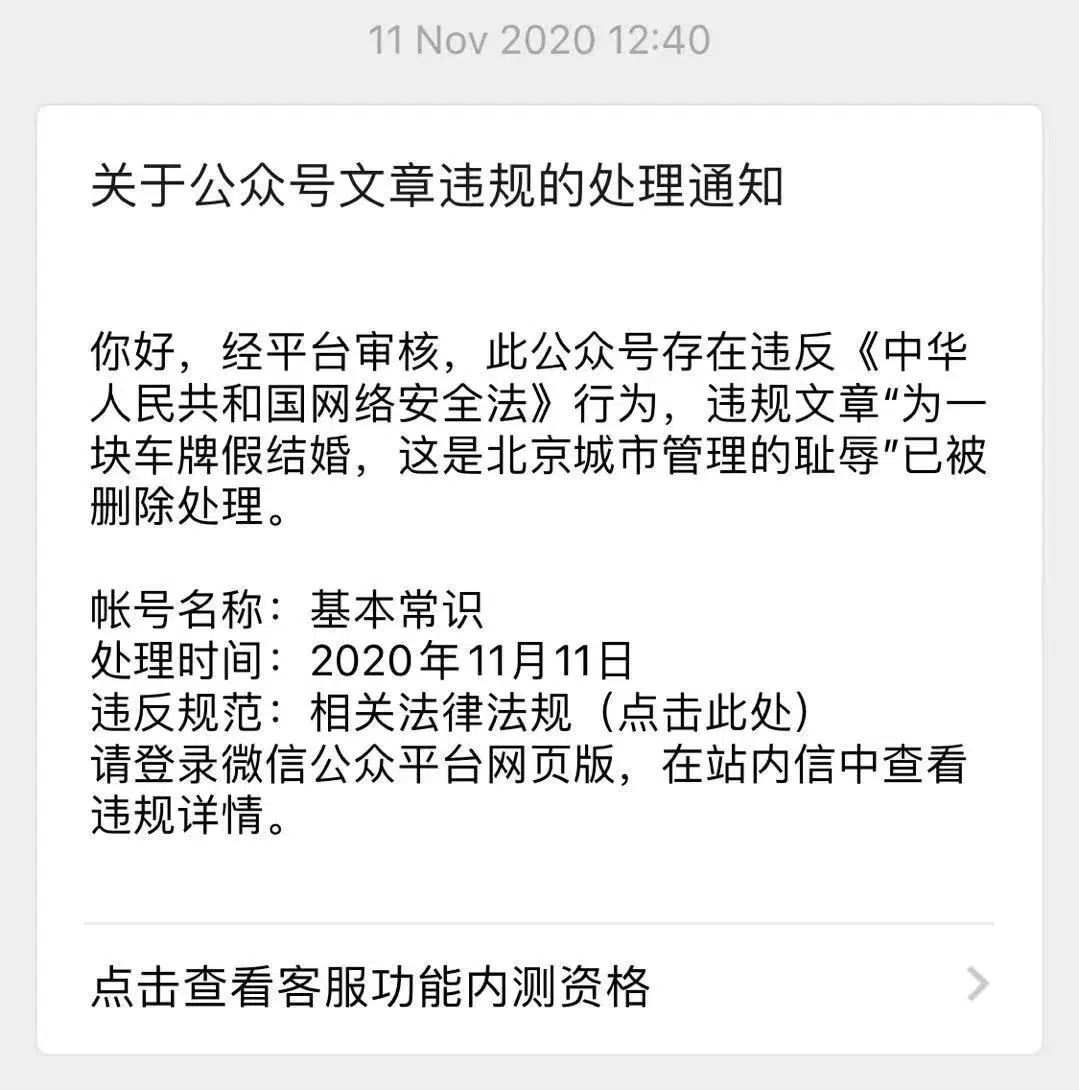 11 Nov 2020 12:40
关于公众号文章违规的处理通知
你好，经平台审核，此公众号存在违反《中华
人民共和国网络安全法》行为，违规文章“为一
块车牌假结婚，这是北京城市管理的耻辱”已被
删除处理。
帐号名称：基本常识
处理时间：2020年11月11日
违反规范：相关法律法规（点击此处）
请登录微信公众平台网页版，在站内信中查看
违规详情。
点击查看客服功能内测资格